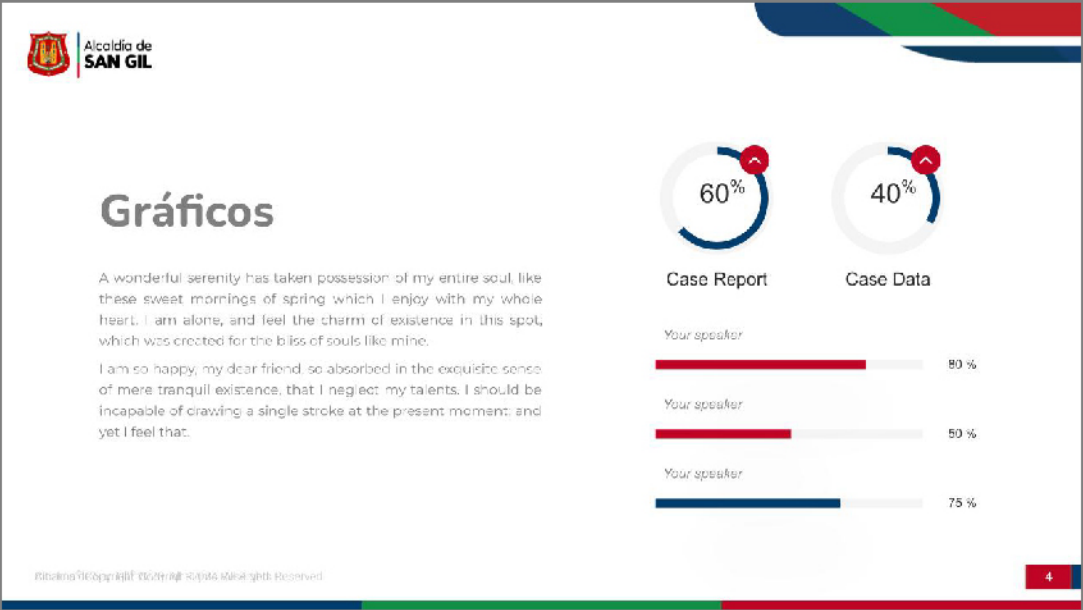 Alcaldía de
SAN GIL
Gráficos
A wonderful serenity has taken possession of my entire soul, like
these sweet mornings of spring which I enjoy with my whole
heart. I am alone, and feel the charm of existence in this spot,
which was created for the bliss of souls like mine.
I am so happy, my dear friend, so absorbed in the exquisite sense
of mere tranquil existence, that I neglect my talents. I should be
incapable of drawing a single stroke at the present moment; and
yet I feel that.
60%
Case Report
40%
Case Data
Your speaker
80 %
Your speaker
50 %
Your speaker
75 %
Reserved
4